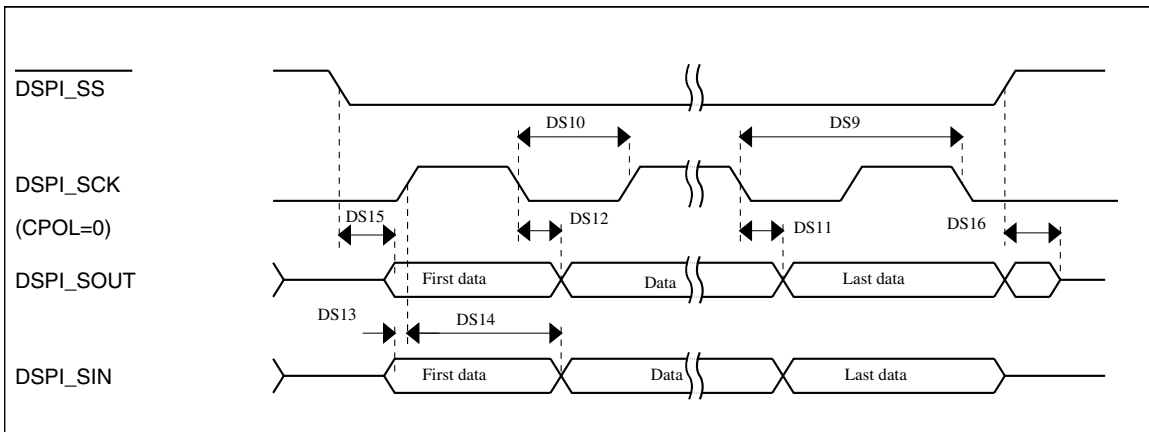 DSPI_SS
DS10
DS9
DSPI_SCK
(CPOL=0)
DS15
DS12
DS11
DS16
DSPI_SOUT
First data
Data
Last data
DS13
DS14
DSPI_SIN
First data
Data
Last data